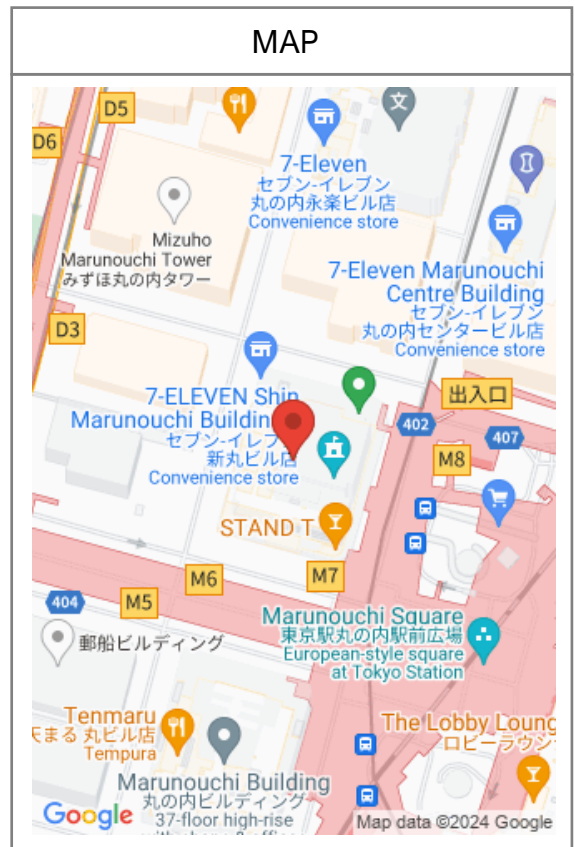 MAP
D5
D6
7-Eleven
セブン-イレブン
丸の内永楽ビル店
Convenience store
Mizuho
Marunouchi Tower
みずほ丸の内タワー
7-Eleven Marunouchi
Centre Building
セブン-イレブン
丸の内センタービル店
Convenience store
D3
7-ELEVEN Shin
Marunouchi Building
セブン-イレブン
新丸ビル店
Convenience store
出入口
402
407
M8
STAND T
M7
M6
M5
404
Marunouchi Square
東京駅丸の内駅前広場
European-style square
at Tokyo Station
郵船ビルディング
Tenmaru
天まる 丸ビル店
Tempura
The Lobby Loung
ロビーラウン
Marunouchi Building
丸の内ビルディング
37-floor high-rise
Google
Map data ©2024 Google
文